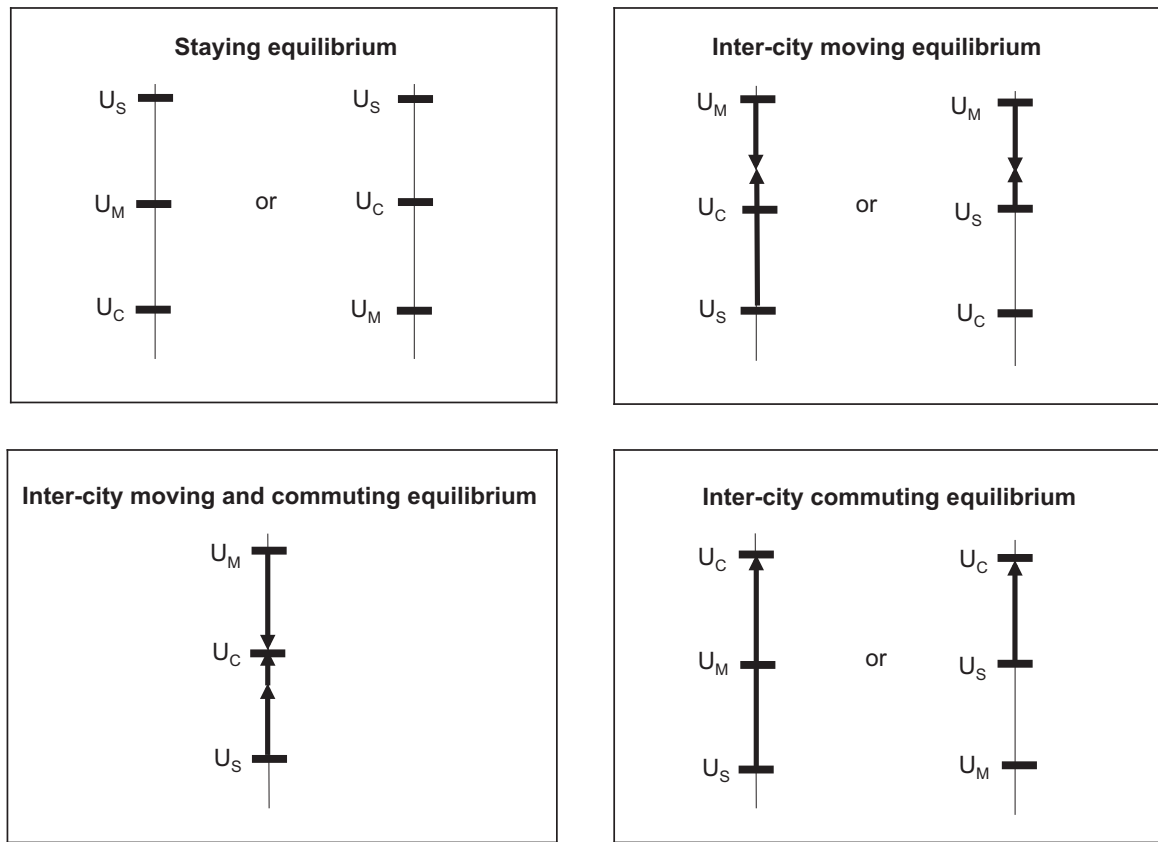 Staying equilibrium
U_S
U_M
U_C
or
U_S
U_C
U_M
Inter-city moving equilibrium
U_M
U_C
U_S
or
U_M
U_S
U_C
Inter-city moving and commuting equilibrium
U_M
U_C
U_S
Inter-city commuting equilibrium
U_C
U_M
U_S
or
U_C
U_S
U_M